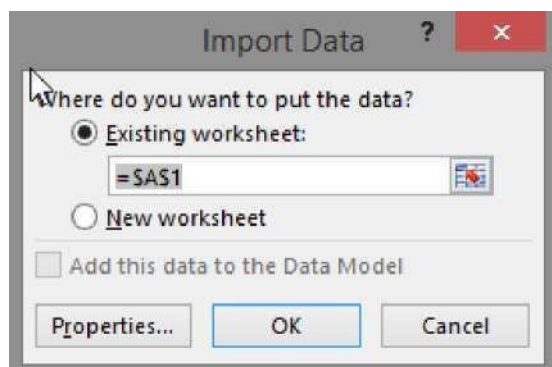 Import Data ? ×
Where do you want to put the data?
Existing worksheet:
=$A$1
New worksheet
Add this data to the Data Model
Properties... OK Cancel